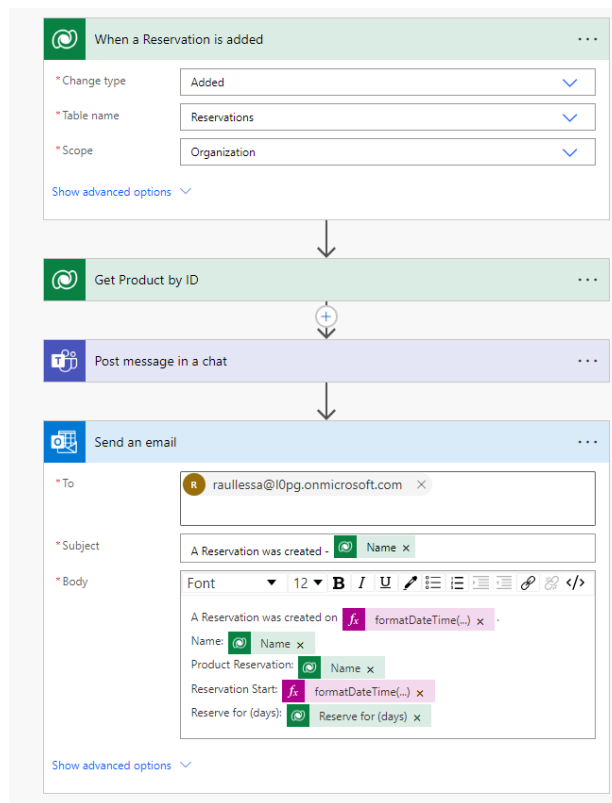 When a Reservation is added ...
* Change type Added
* Table name Reservations
* Scope Organization
Show advanced options
Get Product by ID ...
Post message in a chat ...
Send an email ...
* To R raullessa@l0pg.onmicrosoft.com ×
* Subject A Reservation was created - Name ×
* Body Font 12 B I U </>
A Reservation was created on fx formatDateTime(...) × .
Name: Name ×
Product Reservation: Name ×
Reservation Start: fx formatDateTime(...) ×
Reserve for (days): Reserve for (days) ×
Show advanced options